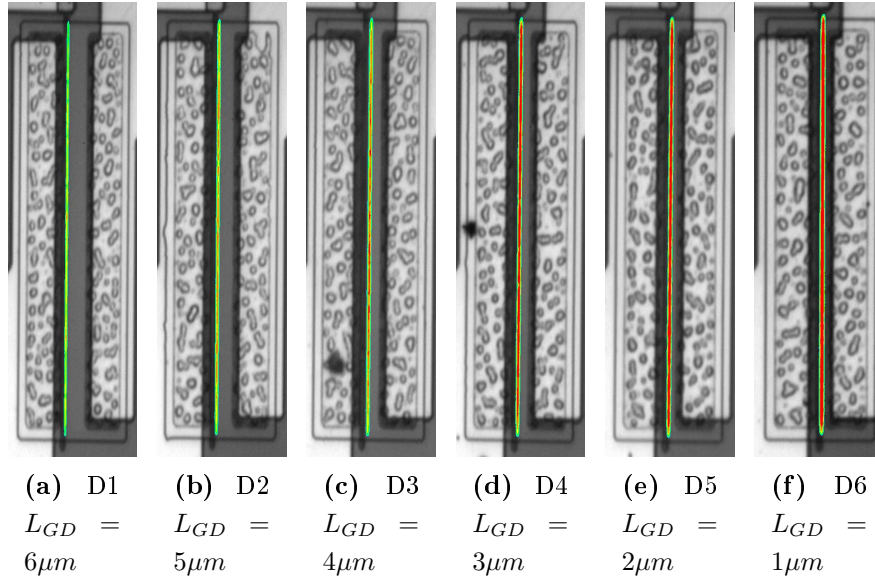 (a) D1
L_GD =
6μm
(b) D2
L_GD =
5μm
(c) D3
L_GD =
4μm
(d) D4
L_GD =
3μm
(e) D5
L_GD =
2μm
(f) D6
L_GD =
1μm